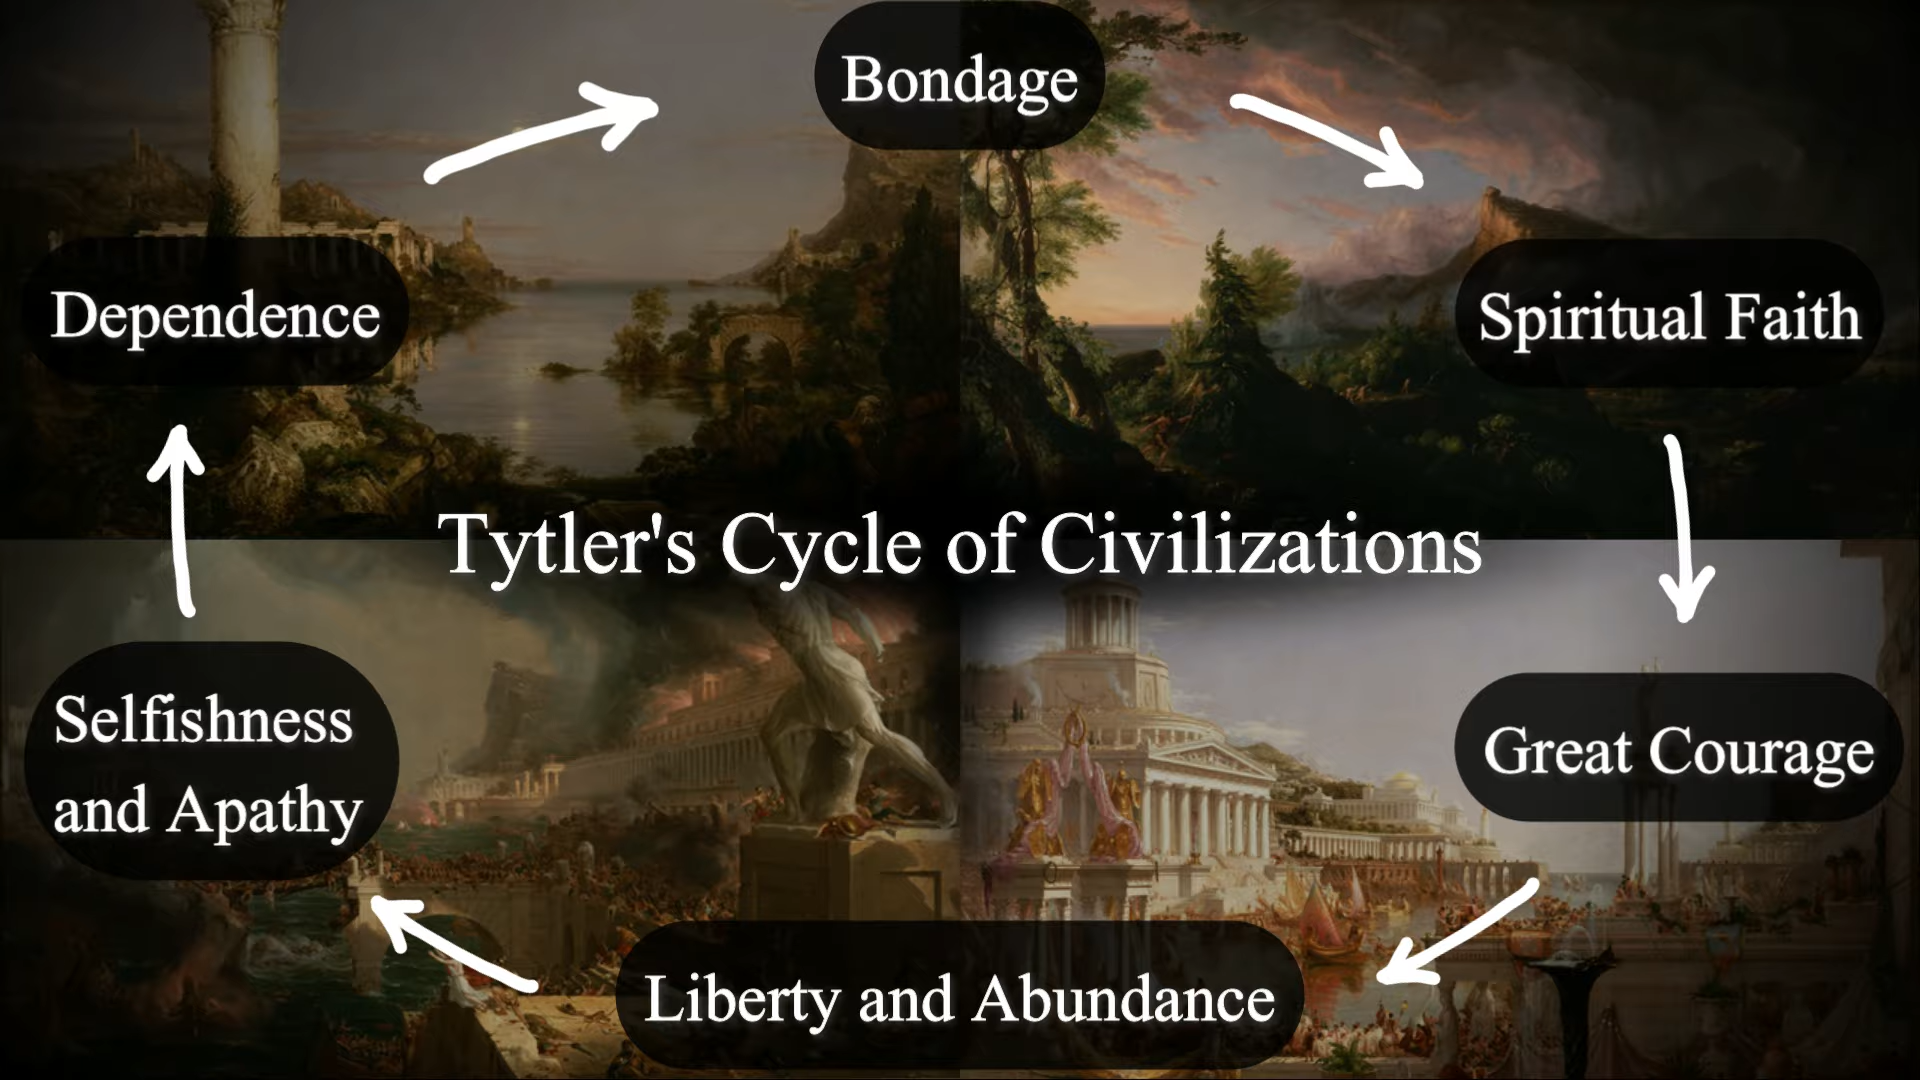 Bondage
Dependence
Spiritual Faith
Tytler's Cycle of Civilizations
Selfishness
and Apathy
Great Courage
Liberty and Abundance